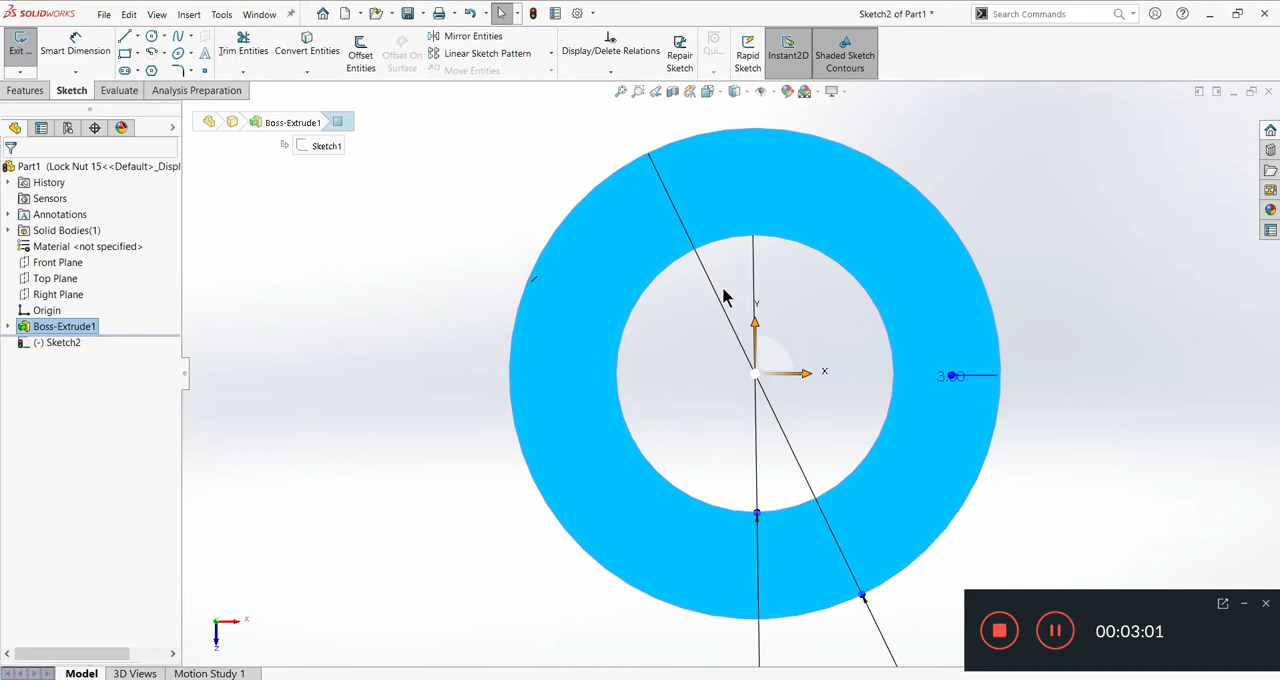 SOLIDWORKS File Edit View Insert Tools Window Sketch2 of Part1 * Search Commands
Exit ... Smart Dimension Trim Entities Convert Entities Offset Entities Offset On Surface Mirror Entities Linear Sketch Pattern Move Entities Display/Delete Relations Repair Sketch Qui... Rapid Sketch Instant2D Shaded Sketch Contours
Features Sketch Evaluate Analysis Preparation
Boss-Extrude1
Sketch1
Part1 (Lock Nut 15<<Default>_Displ
History
Sensors
Annotations
Solid Bodies(1)
Material <not specified>
Front Plane
Top Plane
Right Plane
Origin
Boss-Extrude1
(-) Sketch2
Y
X
X
Z
00:03:01
Model 3D Views Motion Study 1